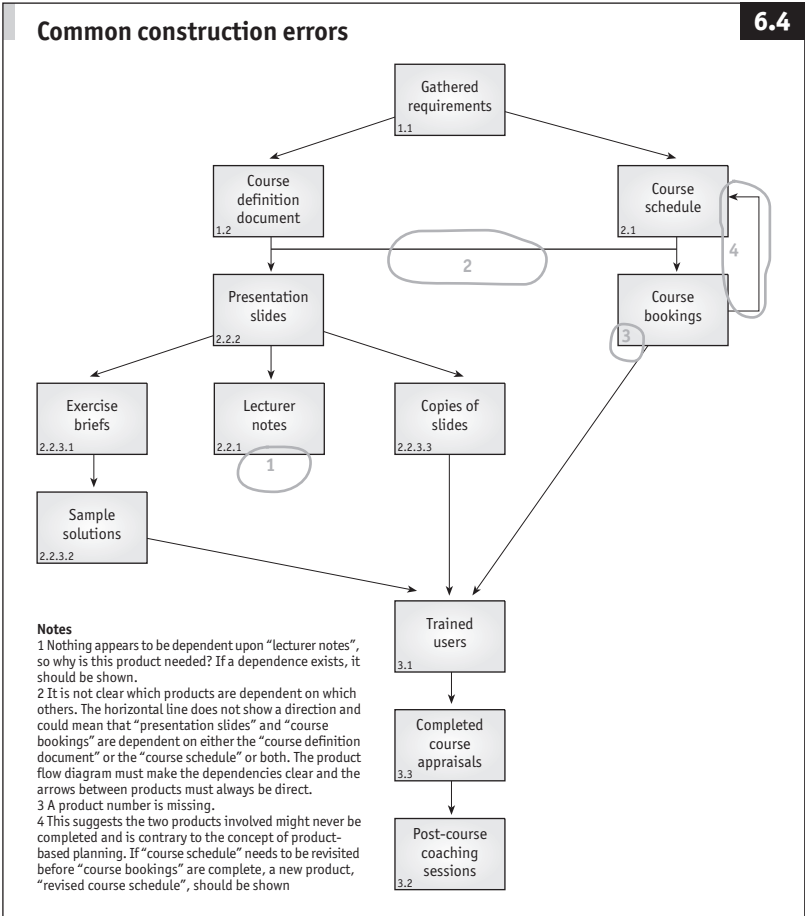 Common construction errors
6.4
Gathered
requirements
1.1
Course
definition
document
1.2
Course
schedule
2.1
4
2
Presentation
slides
2.2.2
Course
bookings
3
Exercise
briefs
2.2.3.1
Lecturer
notes
2.2.1
Copies of
slides
2.2.3.3
1
Sample
solutions
2.2.3.2
Trained
users
3.1
Completed
course
appraisals
3.3
Post-course
coaching
sessions
3.2
Notes
1 Nothing appears to be dependent upon “lecturer notes”,
so why is this product needed? If a dependence exists, it
should be shown.
2 It is not clear which products are dependent on which
others. The horizontal line does not show a direction and
could mean that “presentation slides” and “course
bookings” are dependent on either the “course definition
document” or the “course schedule” or both. The product
flow diagram must make the dependencies clear and the
arrows between products must always be direct.
3 A product number is missing.
4 This suggests the two products involved might never be
completed and is contrary to the concept of product-
based planning. If “course schedule” needs to be revisited
before “course bookings” are complete, a new product,
“revised course schedule”, should be shown